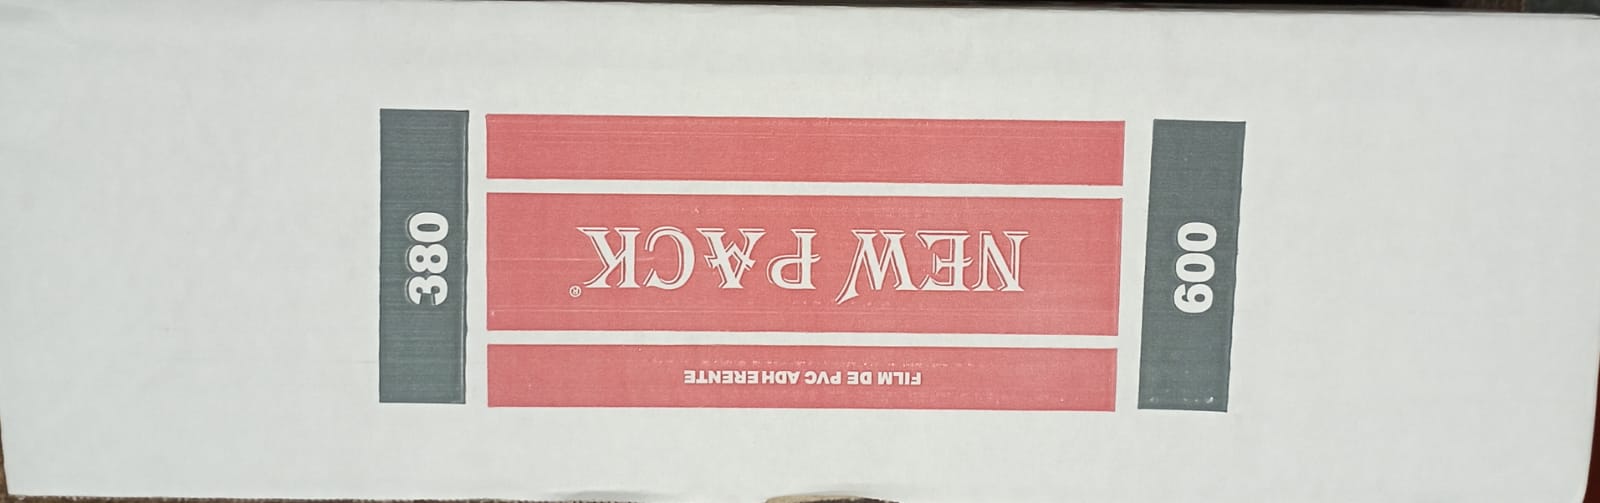 NEW PACK®
FILM DE PVC ADHERENTE
380
600